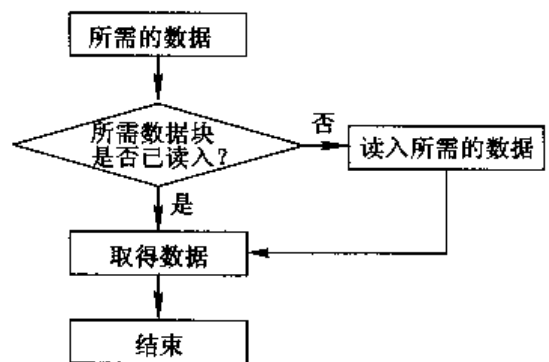 所需的数据
所需数据块
是否已读入?
否
读入所需的数据
是
取得数据
结束